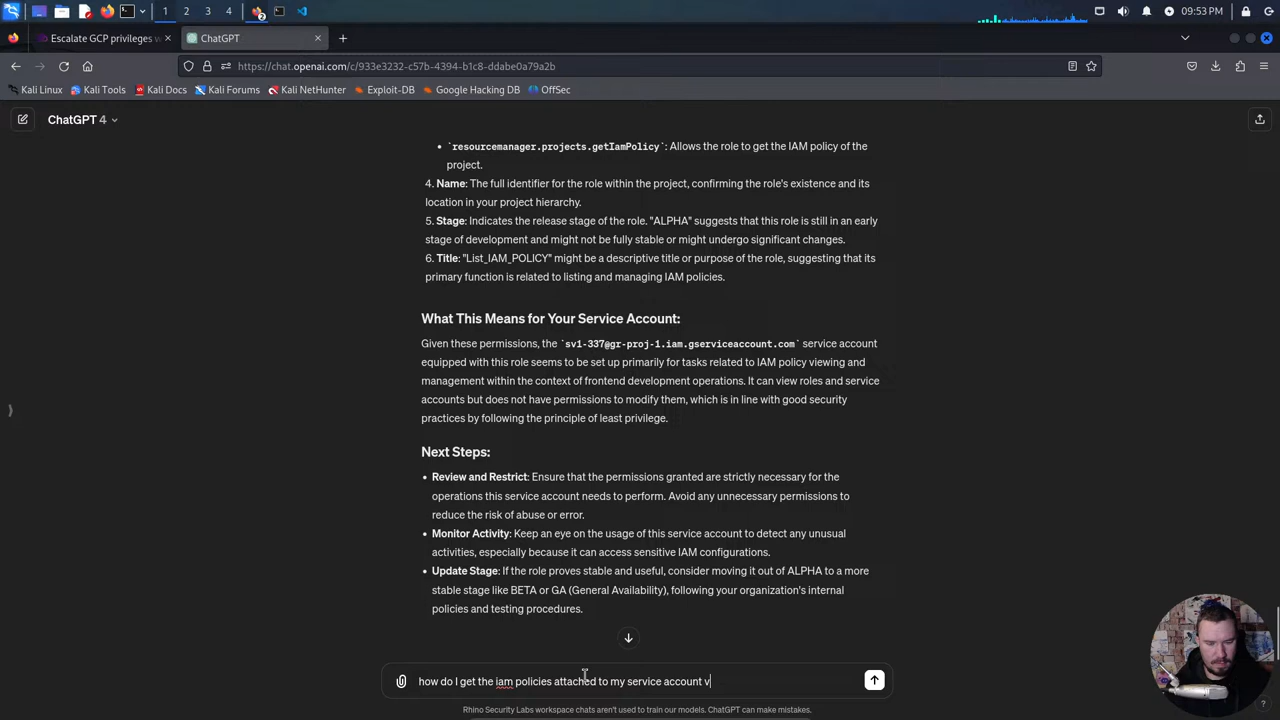 1 2 3 4
2
09:53 PM
Escalate GCP privileges w
ChatGPT
https://chat.openai.com/c/933e3232-c57b-4394-b1c8-ddabe0a79a2b
Kali Linux Kali Tools Kali Docs Kali Forums Kali NetHunter Exploit-DB Google Hacking DB OffSec
ChatGPT 4
• `resourcemanager.projects.getIamPolicy`: Allows the role to get the IAM policy of the
project.
4. Name: The full identifier for the role within the project, confirming the role's existence and its
location in your project hierarchy.
5. Stage: Indicates the release stage of the role. "ALPHA" suggests that this role is still in an early
stage of development and might not be fully stable or might undergo significant changes.
6. Title: "List_IAM_POLICY" might be a descriptive title or purpose of the role, suggesting that its
primary function is related to listing and managing IAM policies.
What This Means for Your Service Account:
Given these permissions, the `sv1-337@gr-proj-1.iam.gserviceaccount.com` service account
equipped with this role seems to be set up primarily for tasks related to IAM policy viewing and
management within the context of frontend development operations. It can view roles and service
accounts but does not have permissions to modify them, which is in line with good security
practices by following the principle of least privilege.
Next Steps:
• Review and Restrict: Ensure that the permissions granted are strictly necessary for the
operations this service account needs to perform. Avoid any unnecessary permissions to
reduce the risk of abuse or error.
• Monitor Activity: Keep an eye on the usage of this service account to detect any unusual
activities, especially because it can access sensitive IAM configurations.
• Update Stage: If the role proves stable and useful, consider moving it out of ALPHA to a more
stable stage like BETA or GA (General Availability), following your organization's internal
policies and testing procedures.
how do I get the iam policies attached to my service account v
Rhino Security Labs workspace chats aren't used to train our models. ChatGPT can make mistakes.
?